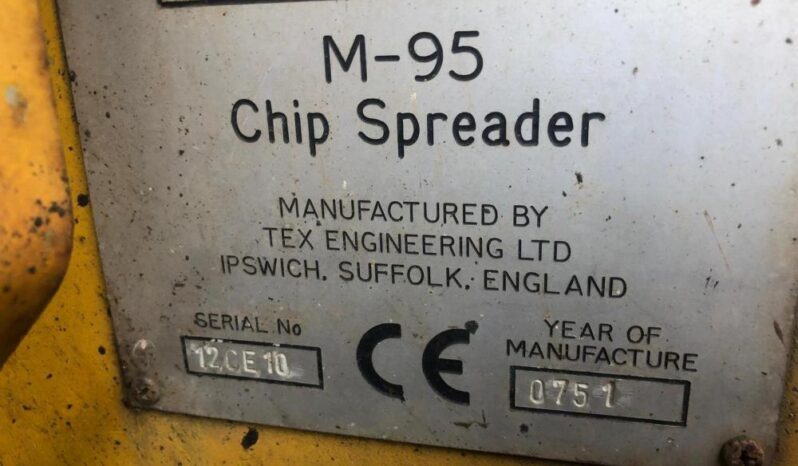 M-95
Chip Spreader
MANUFACTURED BY
TEX ENGINEERING LTD
IPSWICH, SUFFOLK, ENGLAND
SERIAL No
12CE10
CE
YEAR OF
MANUFACTURE
0751